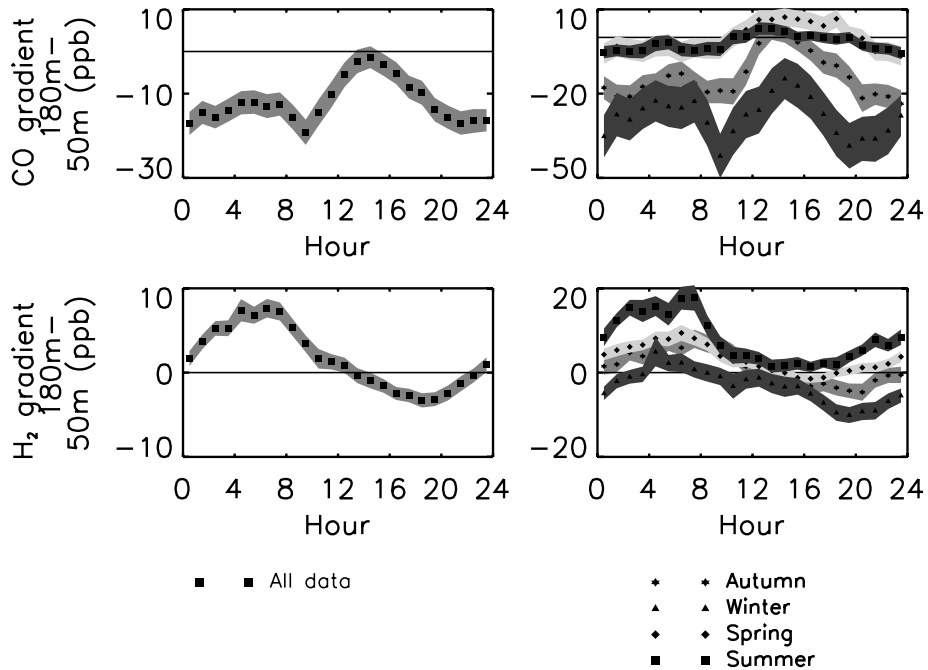 CO gradient
180m−
50m (ppb)
10
−10
−30
0 4 8 12 16 20 24
Hour
10
−20
−50
0 4 8 12 16 20 24
Hour
H₂ gradient
180m−
50m (ppb)
10
0
−10
0 4 8 12 16 20 24
Hour
20
0
−20
0 4 8 12 16 20 24
Hour
All data
Autumn
Winter
Spring
Summer